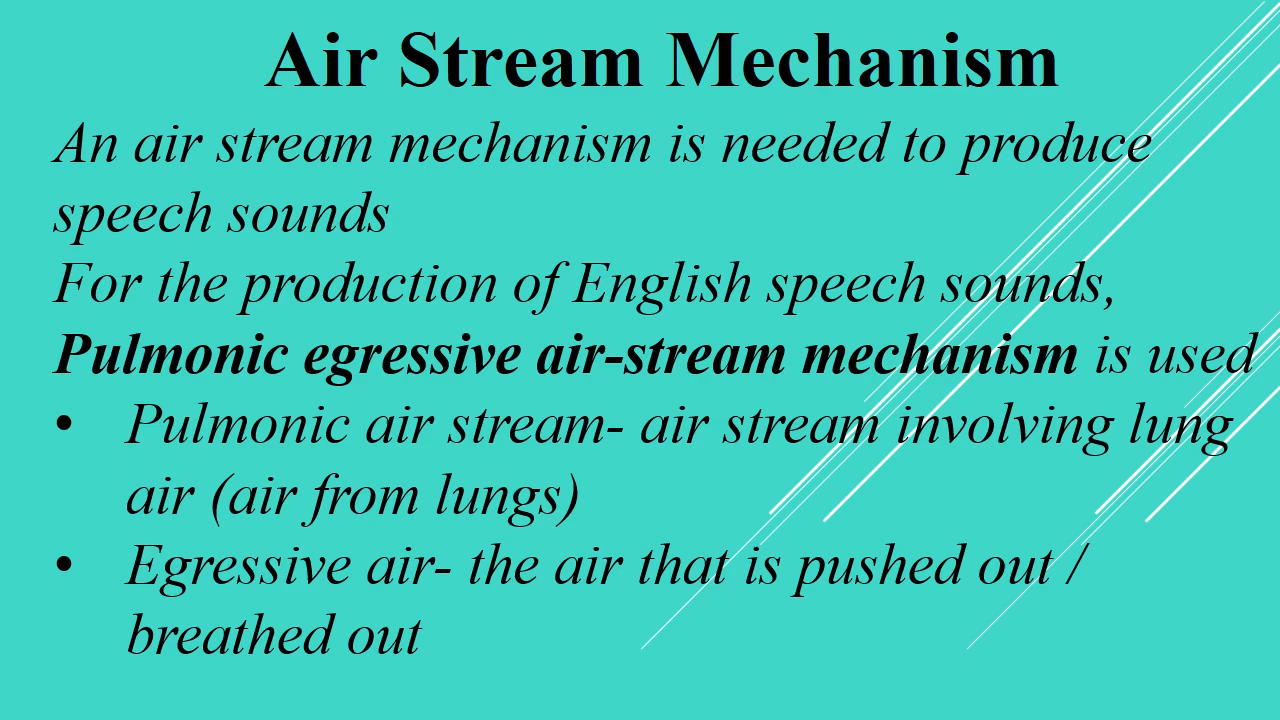 Air Stream Mechanism
An air stream mechanism is needed to produce
speech sounds
For the production of English speech sounds,
Pulmonic egressive air-stream mechanism is used
• Pulmonic air stream- air stream involving lung
air (air from lungs)
• Egressive air- the air that is pushed out /
breathed out